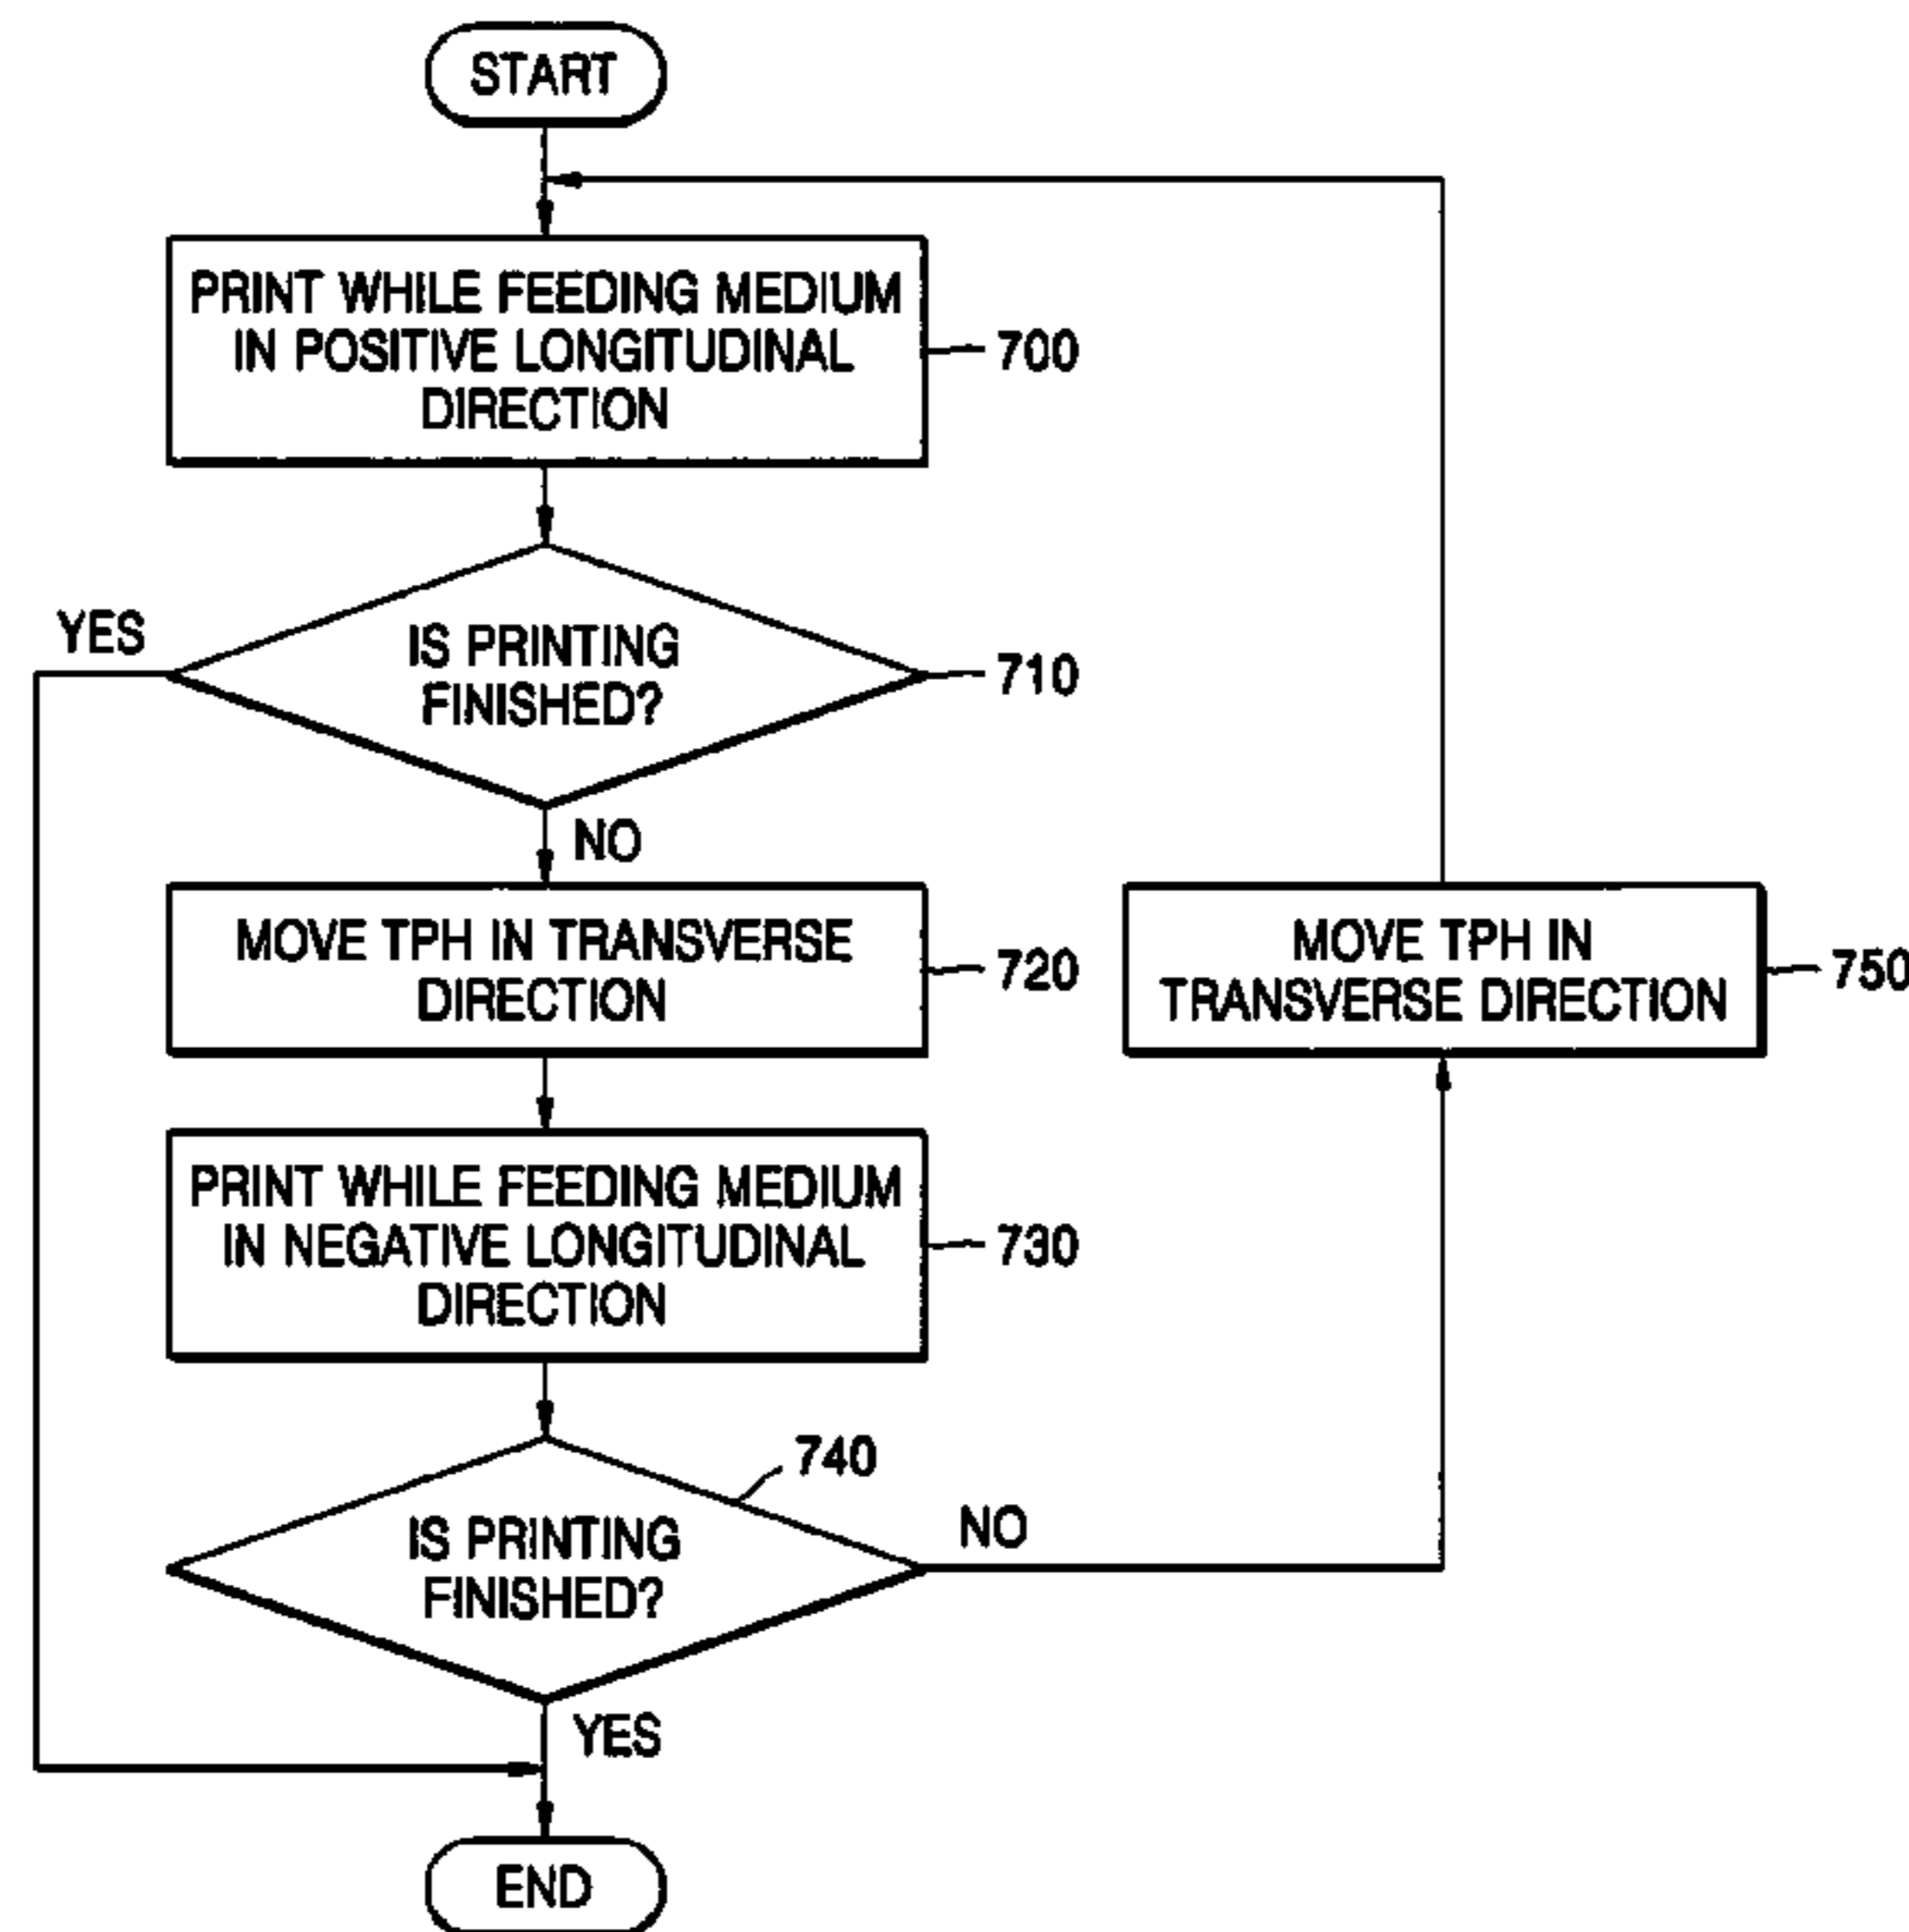 START
PRINT WHILE FEEDING MEDIUM
IN POSITIVE LONGITUDINAL
DIRECTION
700
YES
IS PRINTING
FINISHED?
710
NO
MOVE TPH IN TRANSVERSE
DIRECTION
720
MOVE TPH IN
TRANSVERSE DIRECTION
750
PRINT WHILE FEEDING MEDIUM
IN NEGATIVE LONGITUDINAL
DIRECTION
730
740
IS PRINTING
FINISHED?
NO
YES
END